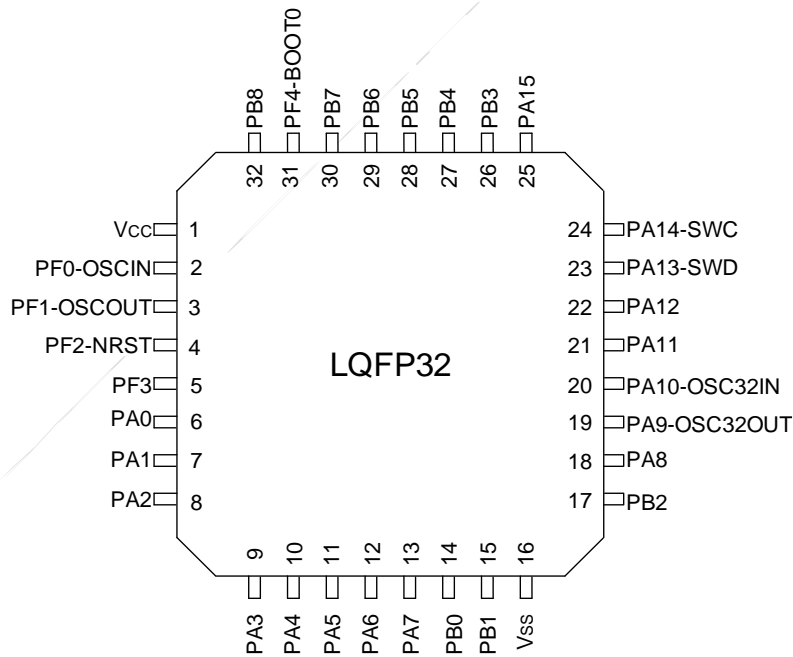 PB8
PF4-BOOT0
PB7
PB6
PB5
PB4
PB3
PA15
32
31
30
29
28
27
26
25
Vcc 1
PF0-OSCIN 2
PF1-OSCOUT 3
PF2-NRST 4
PF3 5
PA0 6
PA1 7
PA2 8
LQFP32
24 PA14-SWC
23 PA13-SWD
22 PA12
21 PA11
20 PA10-OSC32IN
19 PA9-OSC32OUT
18 PA8
17 PB2
9
10
11
12
13
14
15
16
PA3
PA4
PA5
PA6
PA7
PB0
PB1
Vss